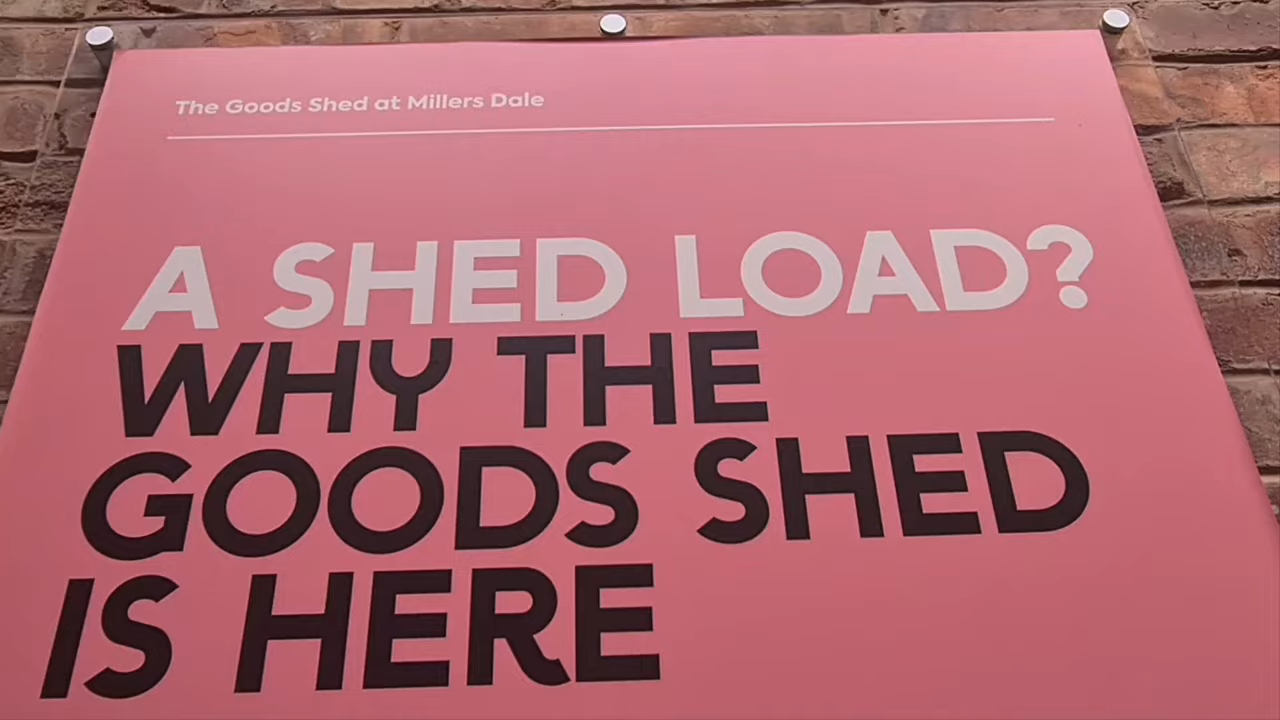 The Goods Shed at Millers Dale
A SHED LOAD?
WHY THE
GOODS SHED
IS HERE